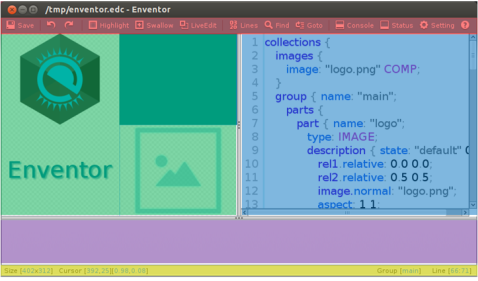 /tmp/enventor.edc - Enventor
Save Highlight Swallow LiveEdit Lines Find Goto Console Status Setting
1 collections {
2 images {
3 image: "logo.png" COMP;
4 }
5 group { name: "main";
6 parts {
7 part { name: "logo";
8 type: IMAGE;
9 description { state: "default" 0
10 rel1.relative: 0 0 0.0;
11 rel2.relative: 0.5 0.5;
12 image.normal: "logo.png";
13 aspect: 1 1;
Enventor
Size [402x312] Cursor [392,25] Group [main] Line [66.71]